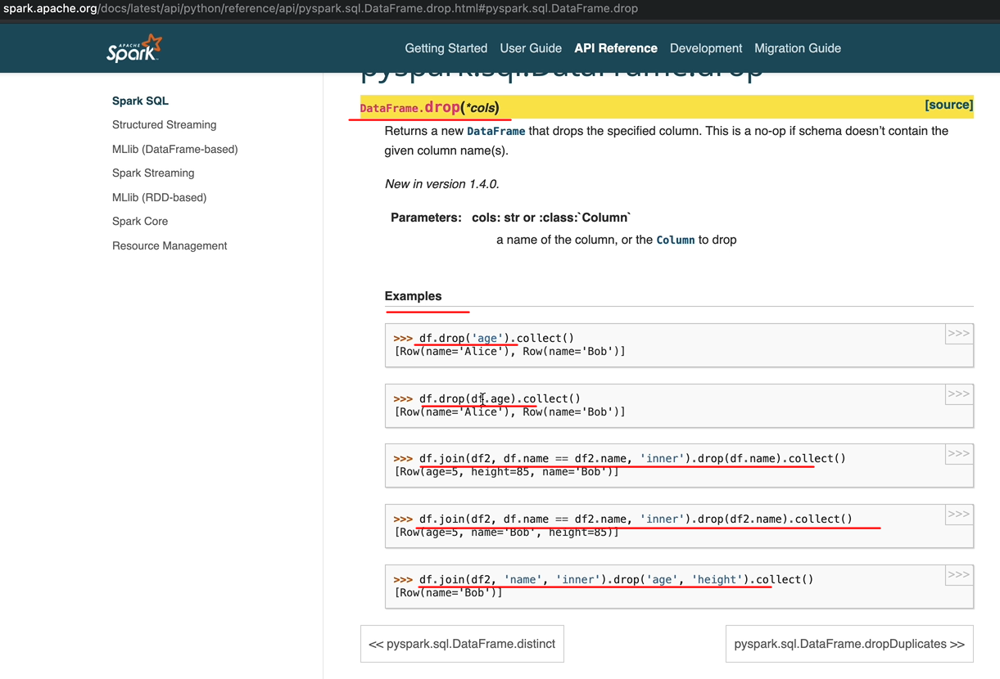 spark.apache.org/docs/latest/api/python/reference/api/pyspark.sql.DataFrame.drop.html#pyspark.sql.DataFrame.drop
APACHE
Spark
Getting Started User Guide API Reference Development Migration Guide
pyspark.sql.DataFrame.drop
Spark SQL
Structured Streaming
MLlib (DataFrame-based)
Spark Streaming
MLlib (RDD-based)
Spark Core
Resource Management
DataFrame.drop(*cols) [source]
Returns a new DataFrame that drops the specified column. This is a no-op if schema doesn’t contain the
given column name(s).
New in version 1.4.0.
Parameters: cols: str or :class:`Column`
a name of the column, or the Column to drop
Examples
>>> df.drop('age').collect() >>>
[Row(name='Alice'), Row(name='Bob')]
>>> df.drop(df.age).collect() >>>
[Row(name='Alice'), Row(name='Bob')]
>>> df.join(df2, df.name == df2.name, 'inner').drop(df.name).collect() >>>
[Row(age=5, height=85, name='Bob')]
>>> df.join(df2, df.name == df2.name, 'inner').drop(df2.name).collect() >>>
[Row(age=5, name='Bob', height=85)]
>>> df.join(df2, 'name', 'inner').drop('age', 'height').collect() >>>
[Row(name='Bob')]
<< pyspark.sql.DataFrame.distinct pyspark.sql.DataFrame.dropDuplicates >>